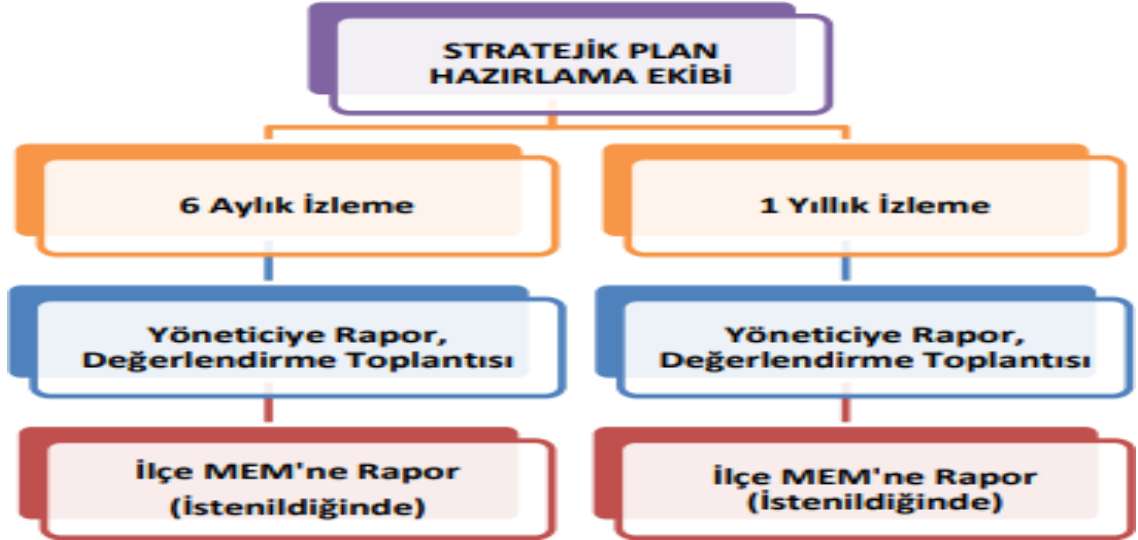 STRATEJİK PLAN
HAZIRLAMA EKİBİ
6 Aylık İzleme
1 Yıllık İzleme
Yöneticiye Rapor,
Değerlendirme Toplantısı
Yöneticiye Rapor,
Değerlendirme Toplantısı
İlçe MEM'ne Rapor
(İstenildiğinde)
İlçe MEM'ne Rapor
(İstenildiğinde)